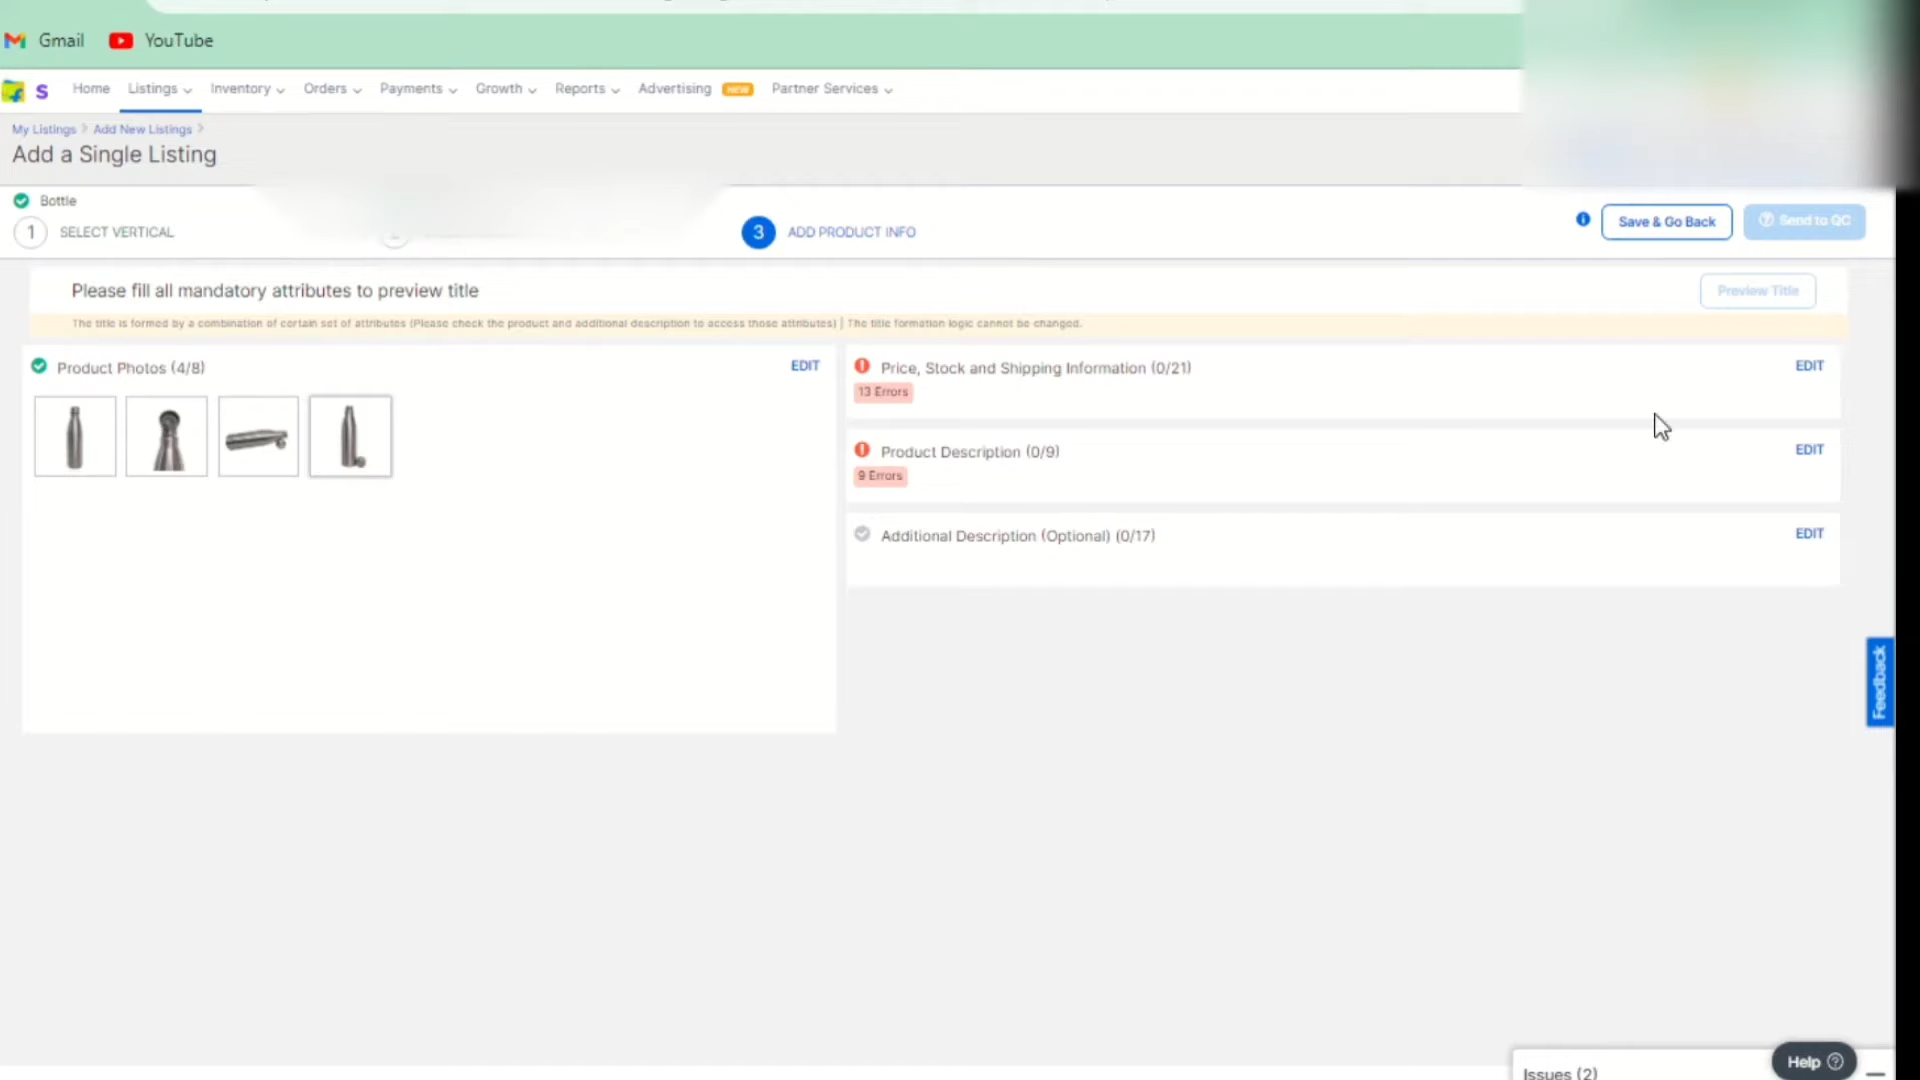 Gmail YouTube
Home Listings Inventory Orders Payments Growth Reports Advertising NEW Partner Services
My Listings > Add New Listings >
Add a Single Listing
Bottle
1 SELECT VERTICAL
3 ADD PRODUCT INFO
Save & Go Back
Send to QC
Please fill all mandatory attributes to preview title
Preview Title
The title is formed by a combination of certain set of attributes (Please check the product and additional description to access those attributes) | The title formation logic cannot be changed.
Product Photos (4/8)
EDIT
Price, Stock and Shipping Information (0/21)
EDIT
13 Errors
Product Description (0/9)
EDIT
9 Errors
Additional Description (Optional) (0/17)
EDIT
Feedback
Help
Issues (2)